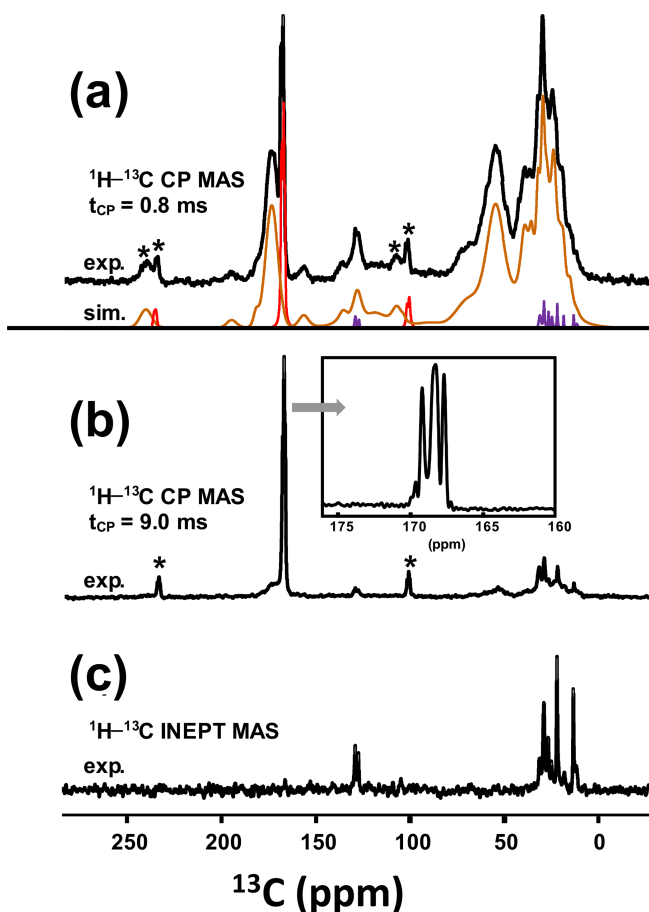 (a)
¹H–¹³C CP MAS
t_CP = 0.8 ms
* * * *
exp.
sim.
(b)
¹H–¹³C CP MAS
t_CP = 9.0 ms
* *
exp.
175 170 165 160
(ppm)
(c)
¹H–¹³C INEPT MAS
exp.
250 200 150 100 50 0
¹³C (ppm)